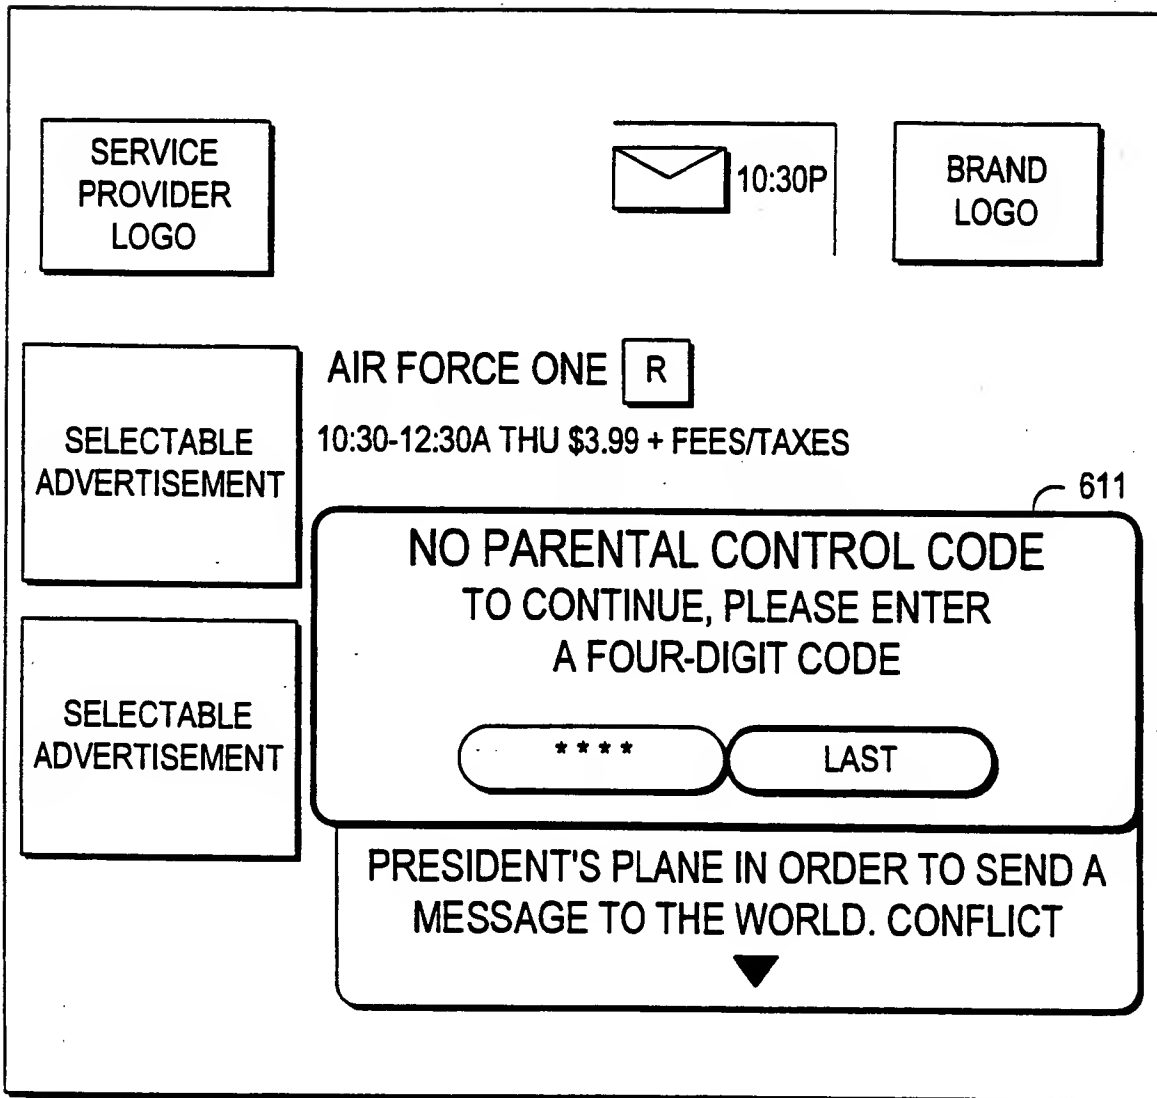 SERVICE
PROVIDER
LOGO
10:30P
BRAND
LOGO
AIR FORCE ONE R
10:30-12:30A THU $3.99 + FEES/TAXES
SELECTABLE
ADVERTISEMENT
611
NO PARENTAL CONTROL CODE
TO CONTINUE, PLEASE ENTER
A FOUR-DIGIT CODE
* * * * LAST
SELECTABLE
ADVERTISEMENT
PRESIDENT'S PLANE IN ORDER TO SEND A
MESSAGE TO THE WORLD. CONFLICT